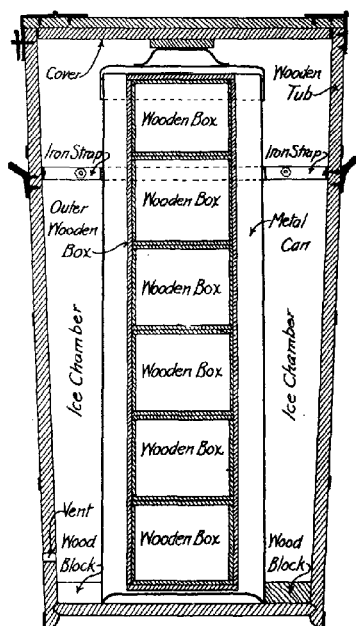 Cover
Wooden
Tub
Wooden Box
Iron Strap
Iron Strap
Outer
Wooden
Box
Wooden Box
Metal
Can
Wooden Box
Ice Chamber
Ice Chamber
Wooden Box
Wooden Box
Vent
Wood
Block
Wooden Box
Wood
Block